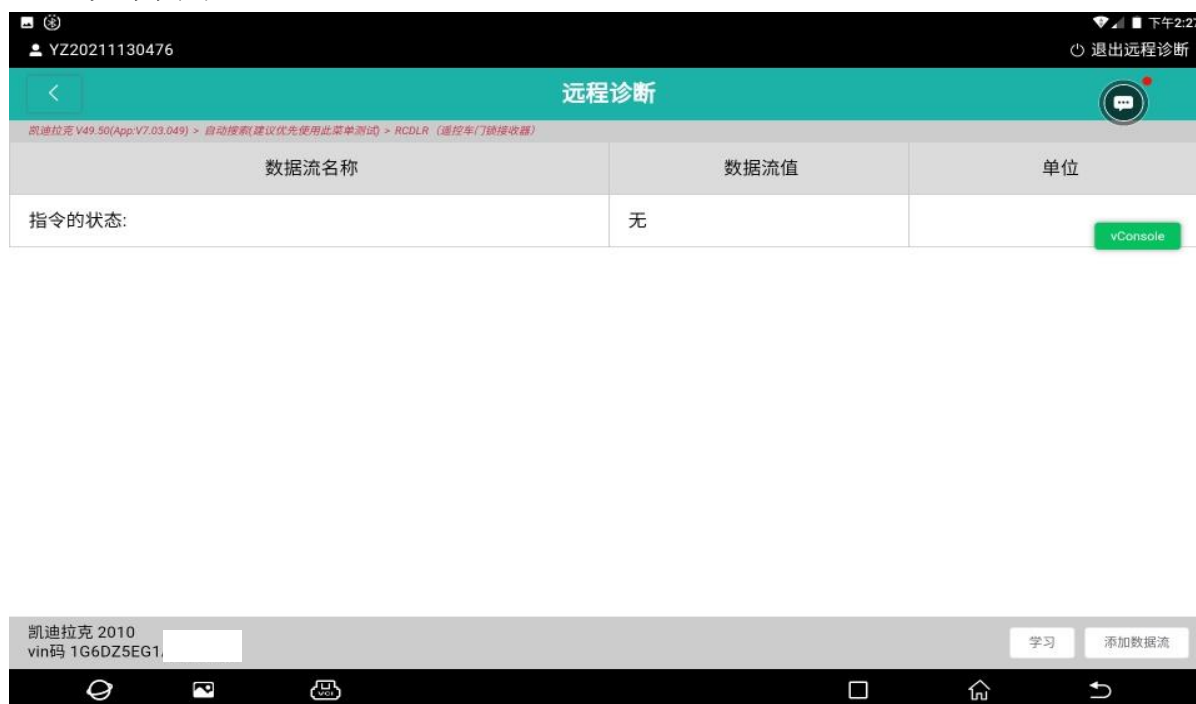 下午2:27
YZ20211130476
退出远程诊断
远程诊断
凯迪拉克 V49.50(App:V7.03.049) > 自动搜索(建议优先使用此菜单测试) > RCDLR（遥控车门锁接收器）
数据流名称 数据流值 单位
指令的状态: 无
vConsole
凯迪拉克 2010
vin码 1G6DZ5EG1
学习 添加数据流
VCI